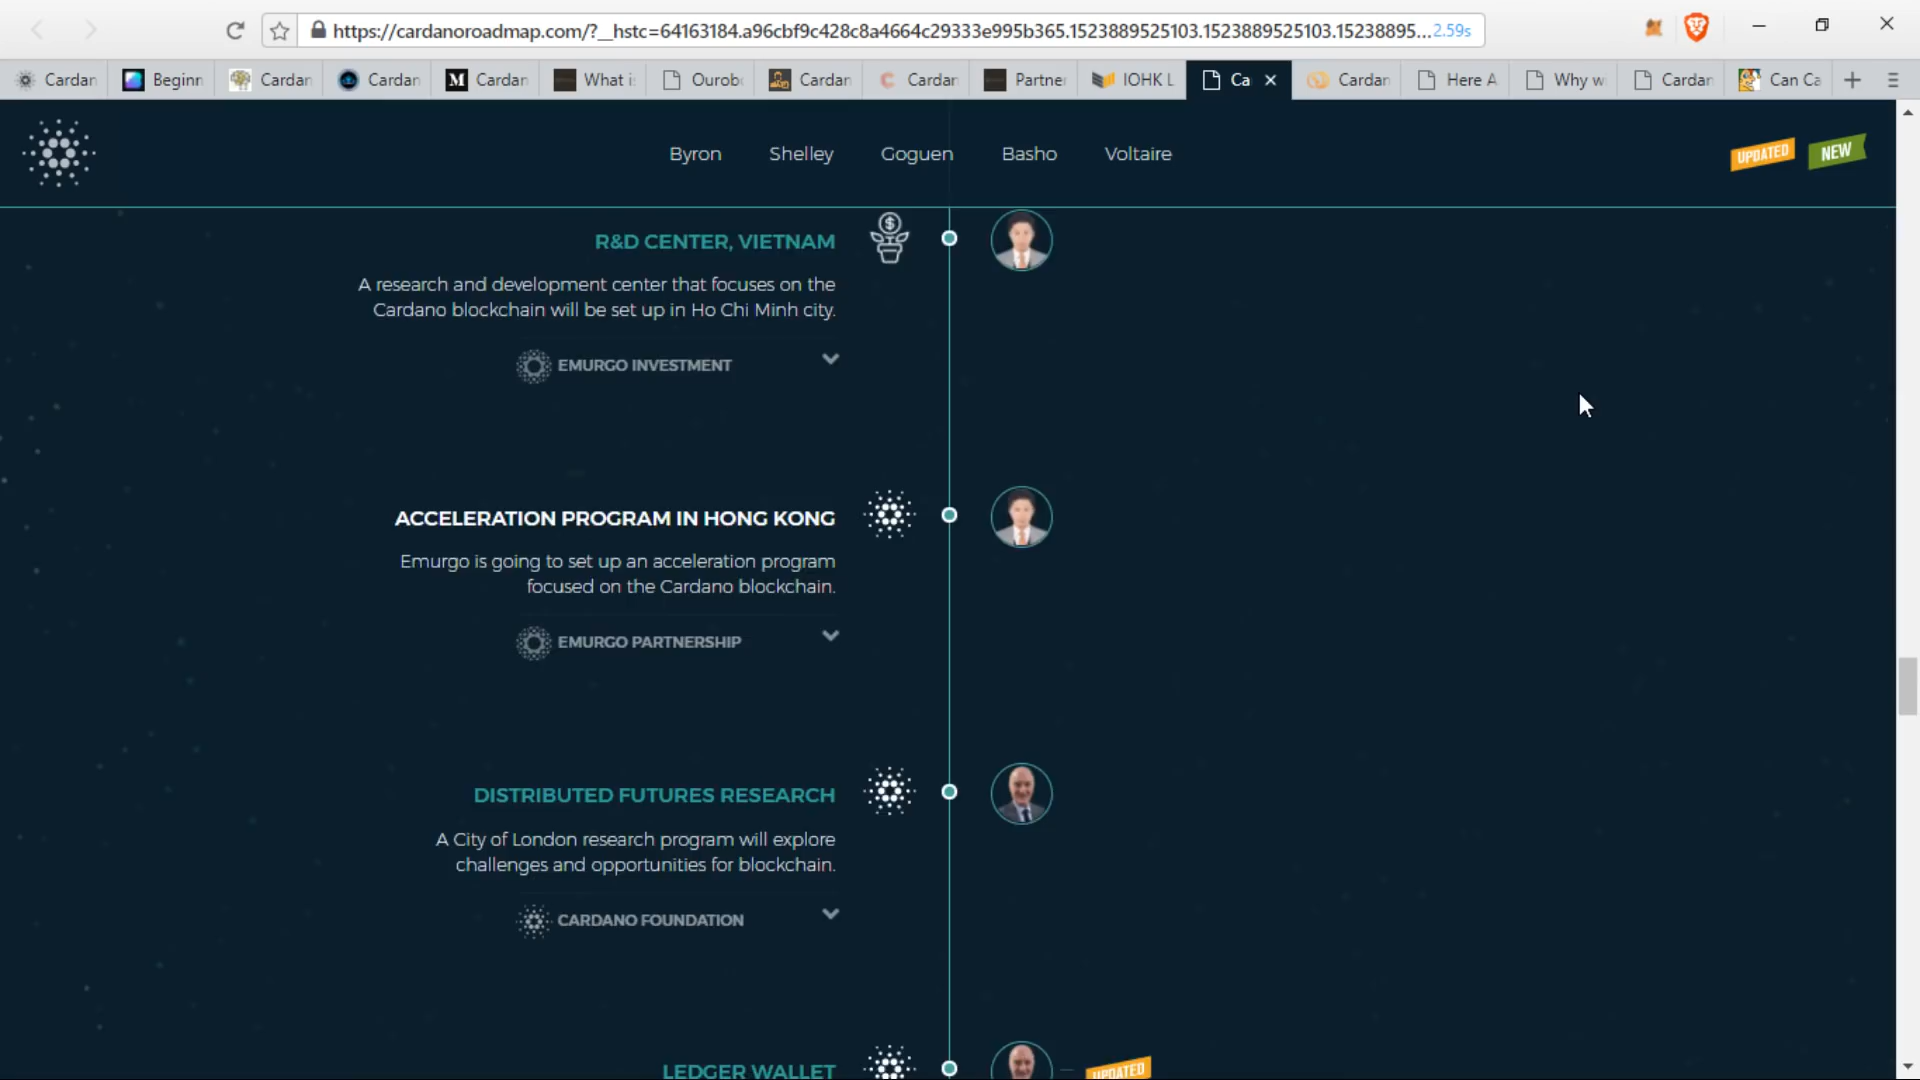 https://cardanoroadmap.com/?__hstc=64163184.a96cbf9c428c8a4664c29333e995b365.1523889525103.1523889525103.15238895... 2.59s
Cardan Beginn Cardan Cardan Cardan What is Ourob Cardan Cardan Partner IOHK L Ca Cardan Here A Why w Cardan Can Ca
Byron Shelley Goguen Basho Voltaire UPDATED NEW
R&D CENTER, VIETNAM
A research and development center that focuses on the
Cardano blockchain will be set up in Ho Chi Minh city.
EMURGO INVESTMENT
ACCELERATION PROGRAM IN HONG KONG
Emurgo is going to set up an acceleration program
focused on the Cardano blockchain.
EMURGO PARTNERSHIP
DISTRIBUTED FUTURES RESEARCH
A City of London research program will explore
challenges and opportunities for blockchain.
CARDANO FOUNDATION
LEDGER WALLET UPDATED